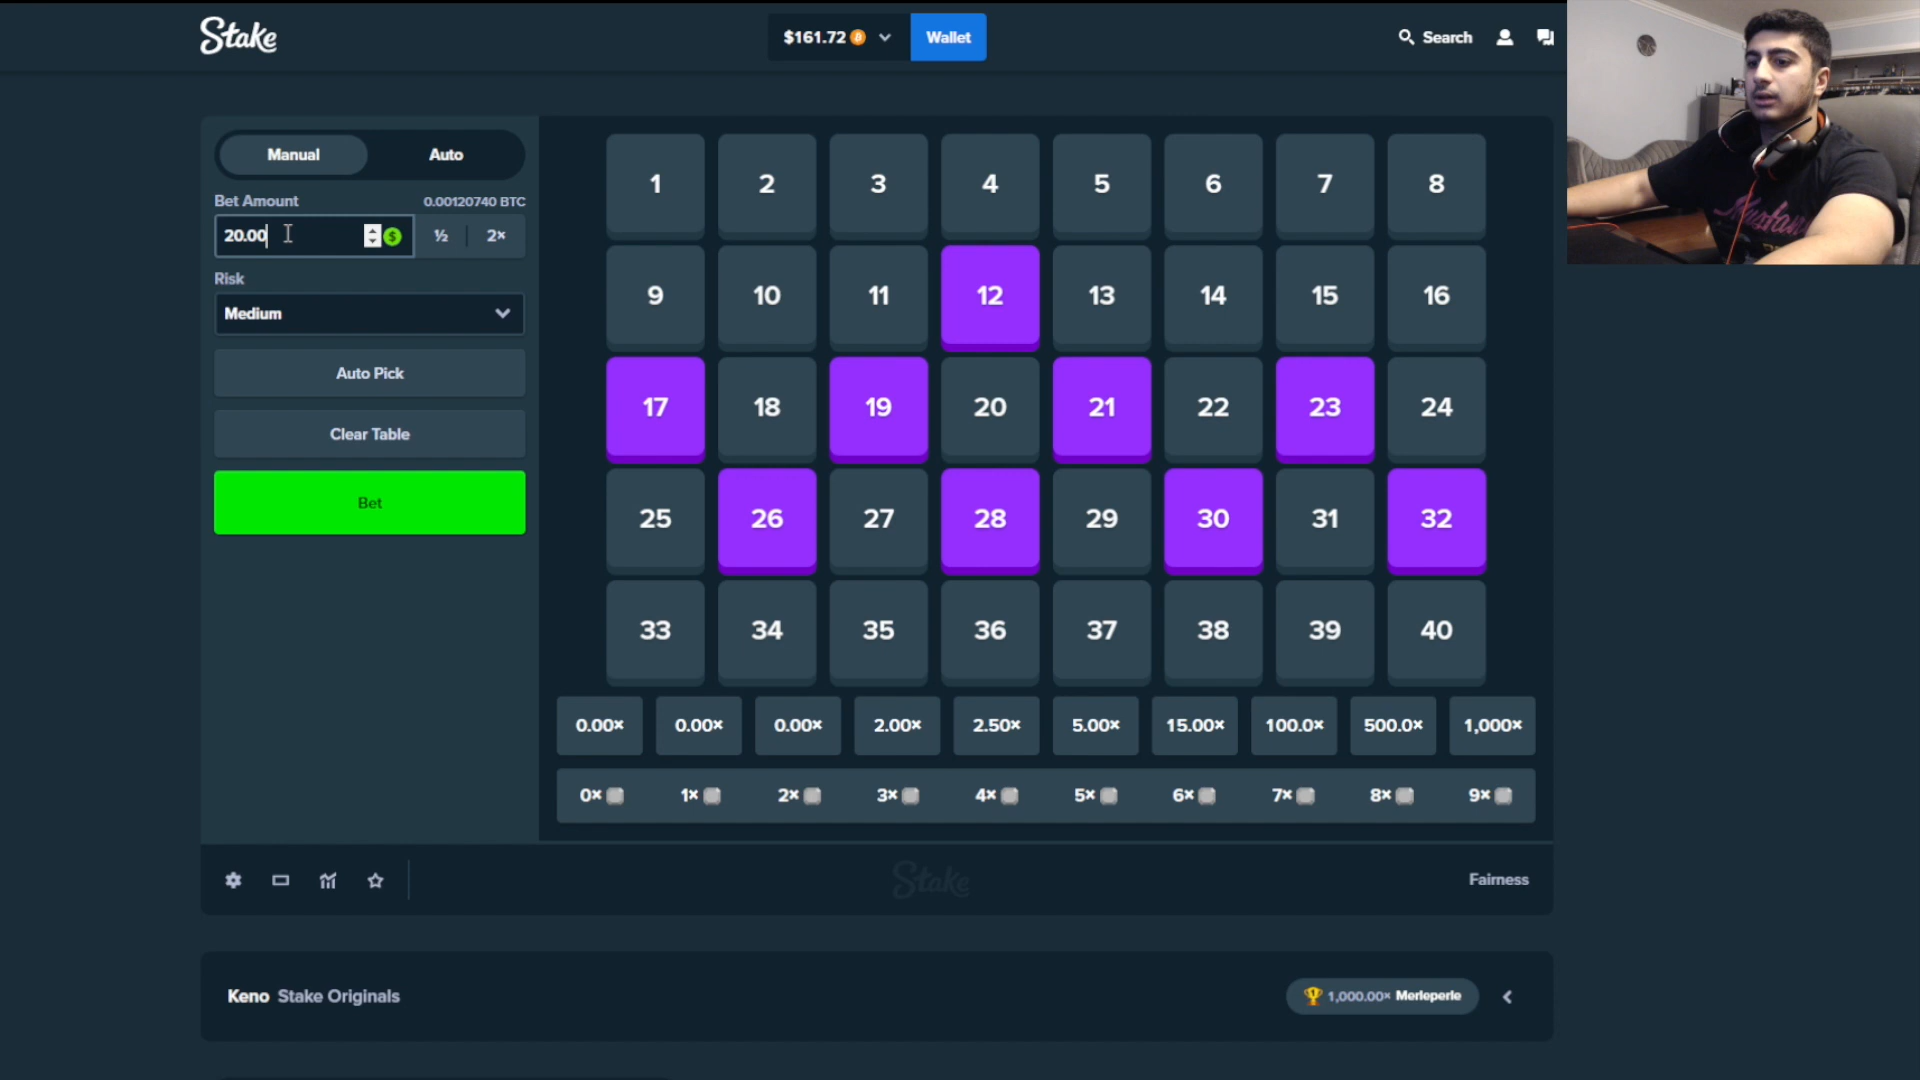 Stake
$161.72
Wallet
Search
Manual
Auto
Bet Amount
0.00120740 BTC
20.00
$
½
2×
Risk
Medium
Auto Pick
Clear Table
Bet
1 2 3 4 5 6 7 8
9 10 11 12 13 14 15 16
17 18 19 20 21 22 23 24
25 26 27 28 29 30 31 32
33 34 35 36 37 38 39 40
0.00× 0.00× 0.00× 2.00× 2.50× 5.00× 15.00× 100.0× 500.0× 1,000×
0× 1× 2× 3× 4× 5× 6× 7× 8× 9×
Stake
Fairness
Keno Stake Originals
1,000.00× Merleperle